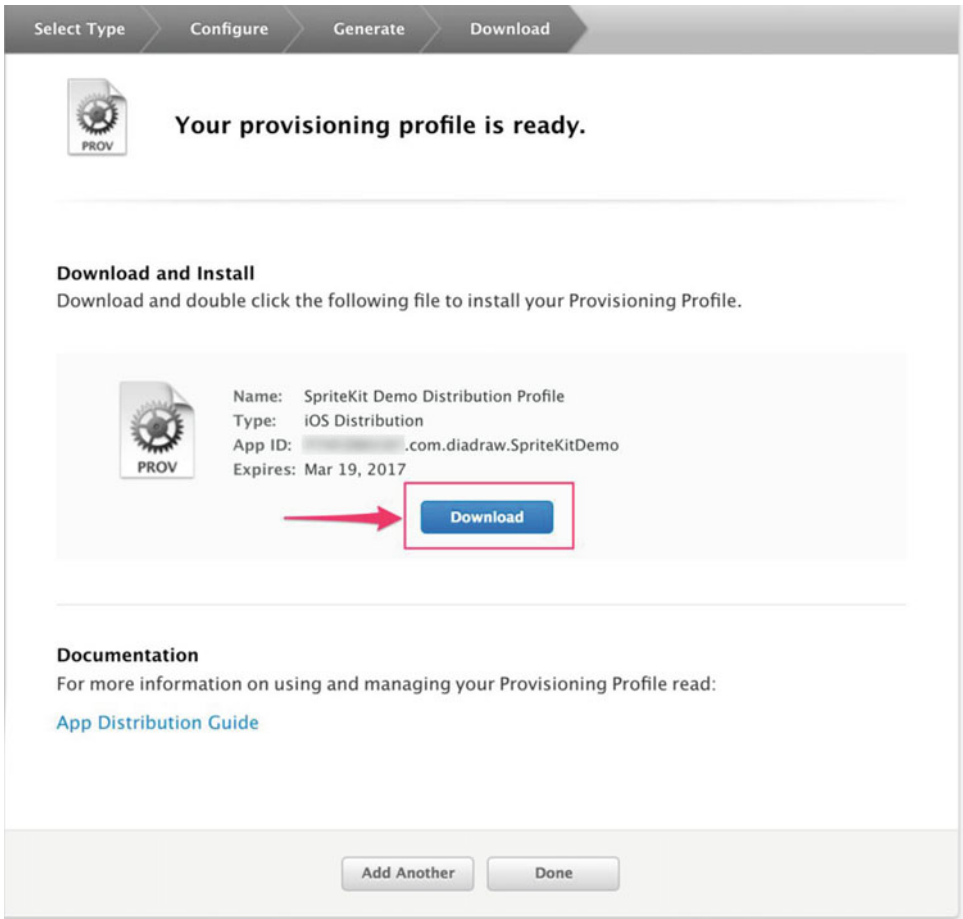 Select Type
Configure
Generate
Download
PROV
Your provisioning profile is ready.
Download and Install
Download and double click the following file to install your Provisioning Profile.
PROV
Name: SpriteKit Demo Distribution Profile
Type: iOS Distribution
App ID: .com.diadraw.SpriteKitDemo
Expires: Mar 19, 2017
Download
Documentation
For more information on using and managing your Provisioning Profile read:
App Distribution Guide
Add Another
Done